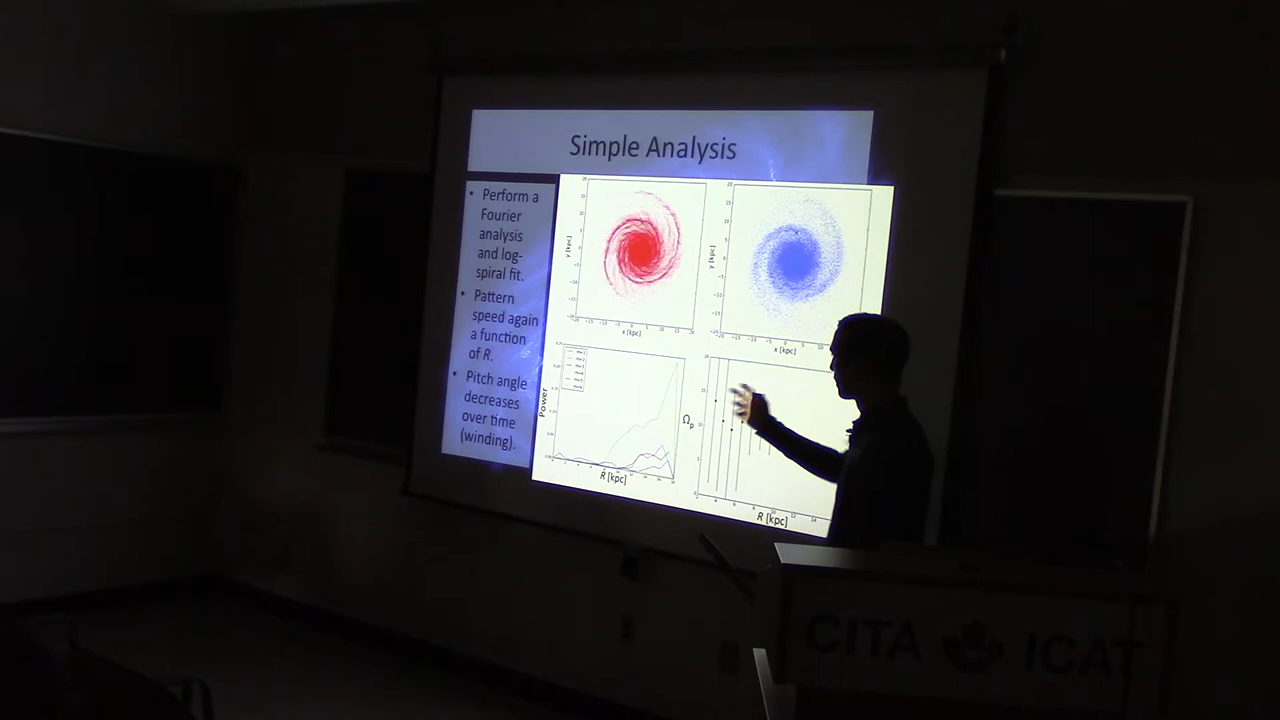 Simple Analysis
• Perform a
Fourier
analysis
and log-
spiral fit.
• Pattern
speed again
a function
of R.
• Pitch angle
decreases
over time
(winding).
y [kpc]
x [kpc]
y [kpc]
x [kpc]
Power
R [kpc]
Ωp
R [kpc]
CITA ICAT